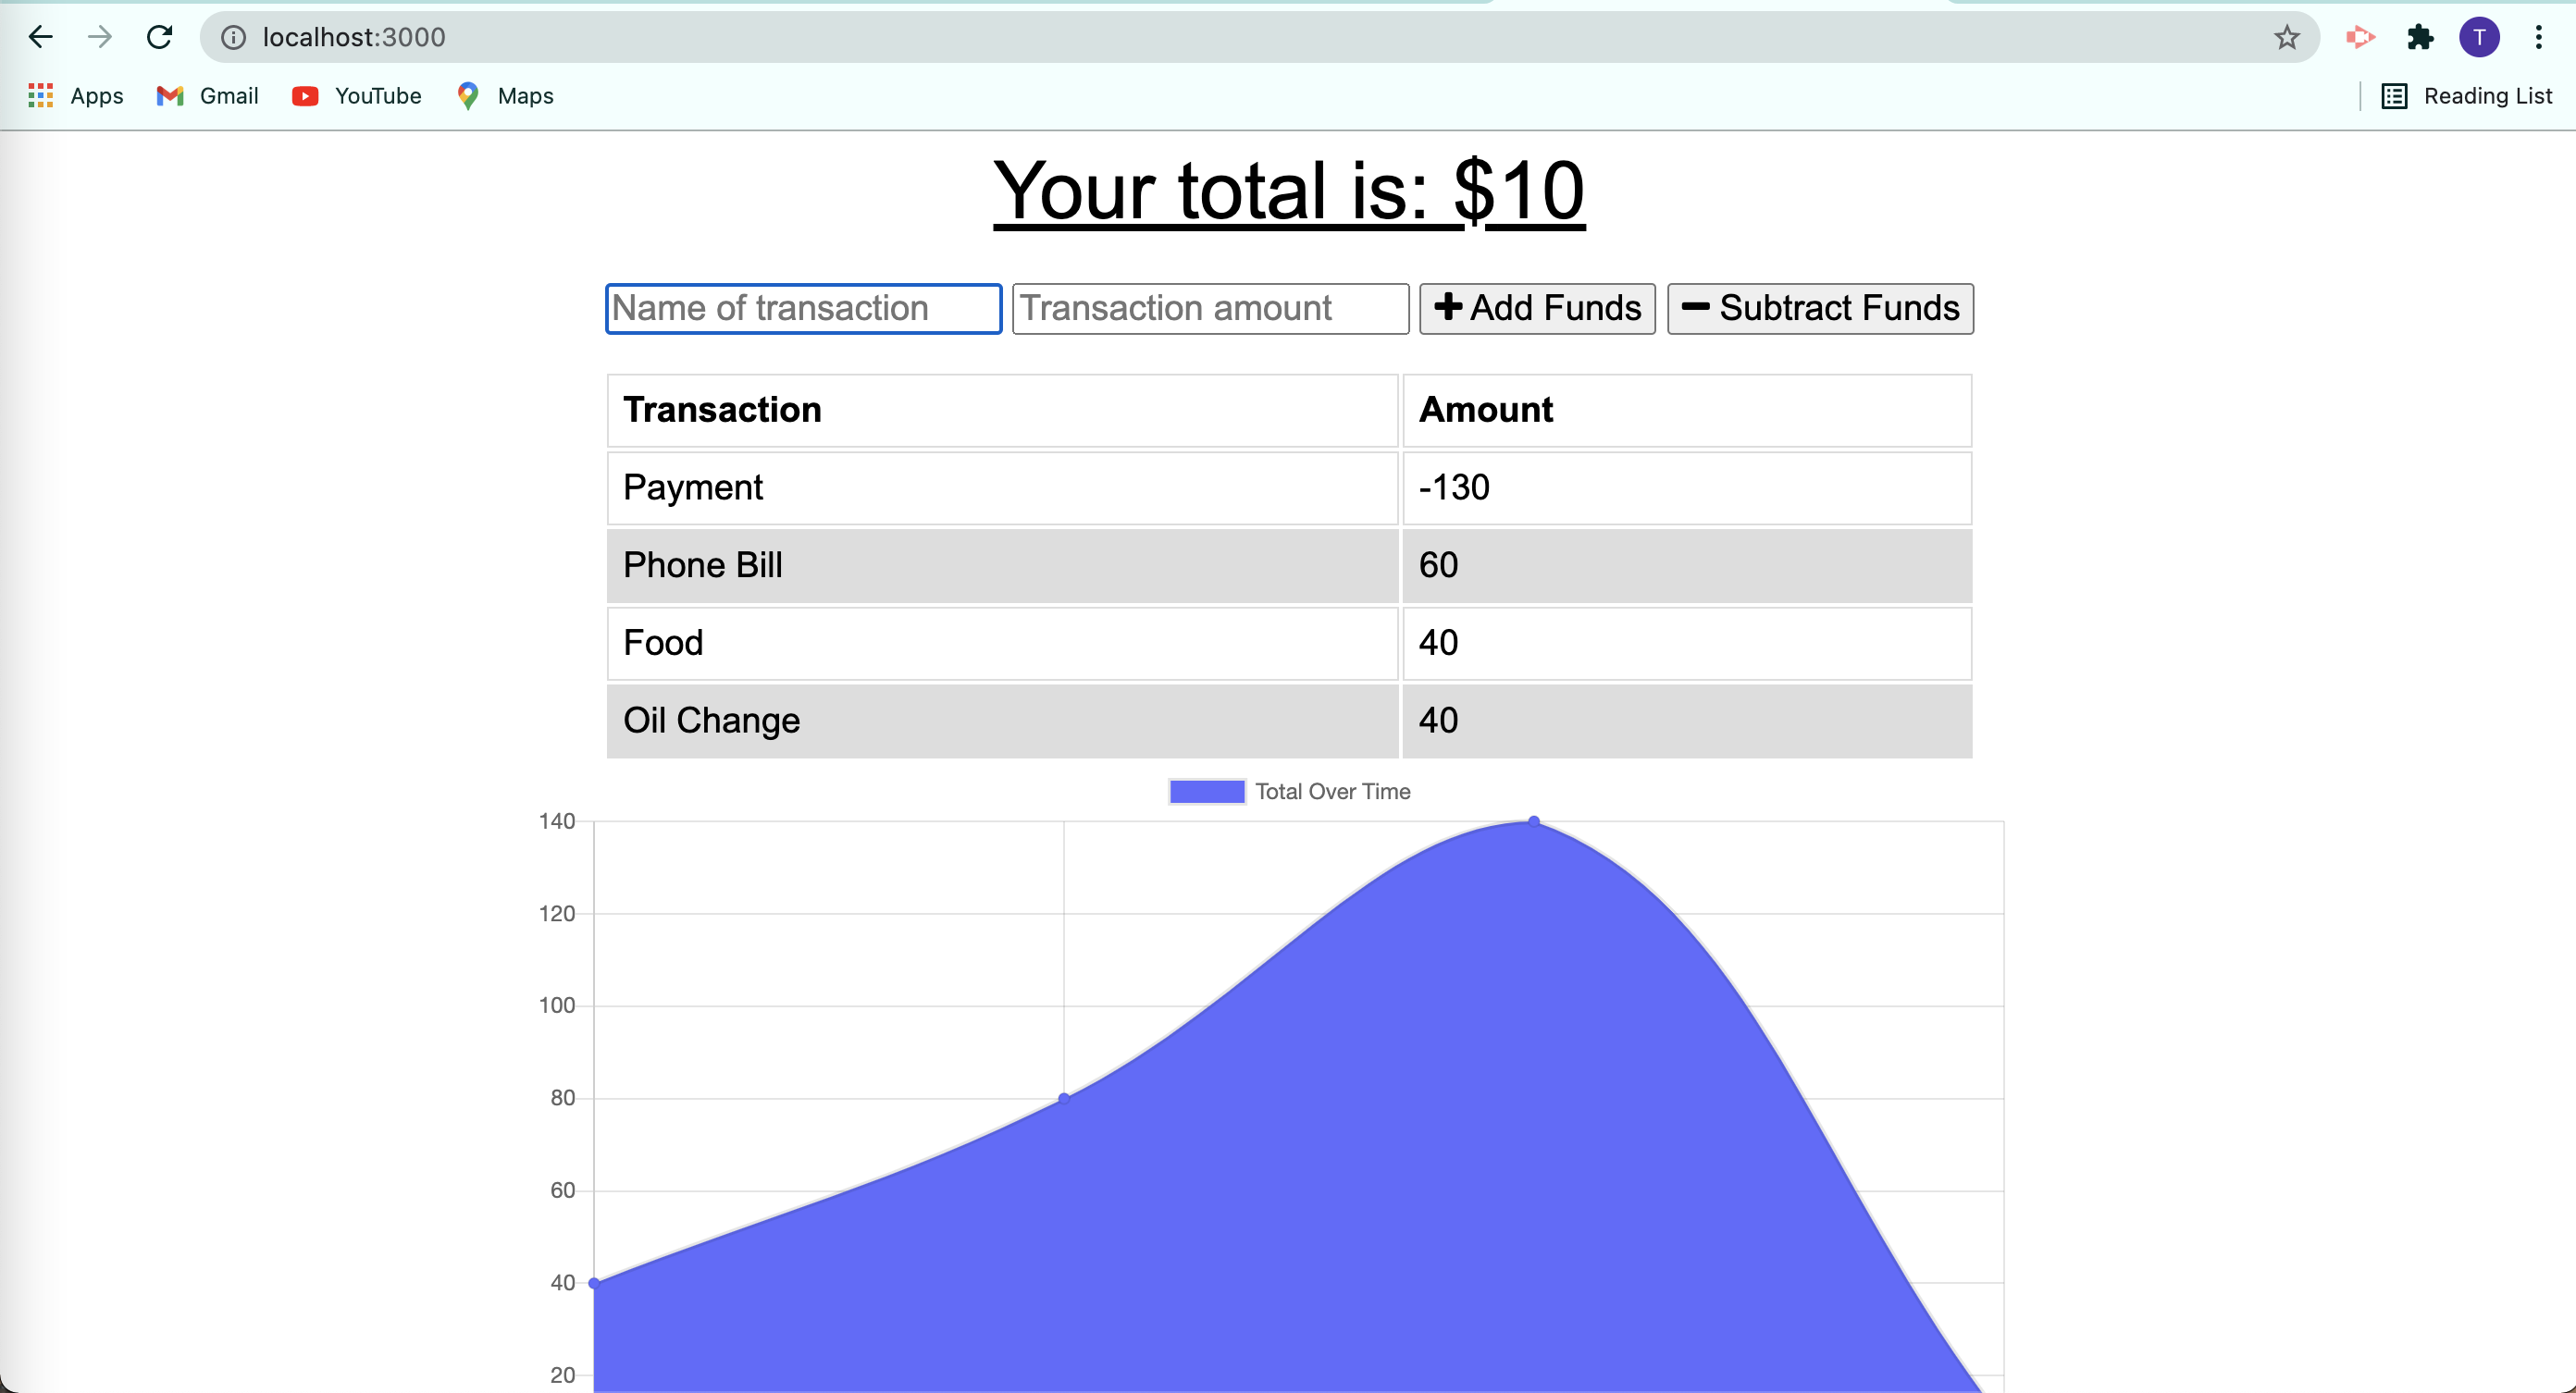 localhost:3000
T
Apps Gmail YouTube Maps Reading List
Your total is: $10
Name of transaction Transaction amount Add Funds Subtract Funds
Transaction Amount
Payment -130
Phone Bill 60
Food 40
Oil Change 40
Total Over Time
140
120
100
80
60
40
20